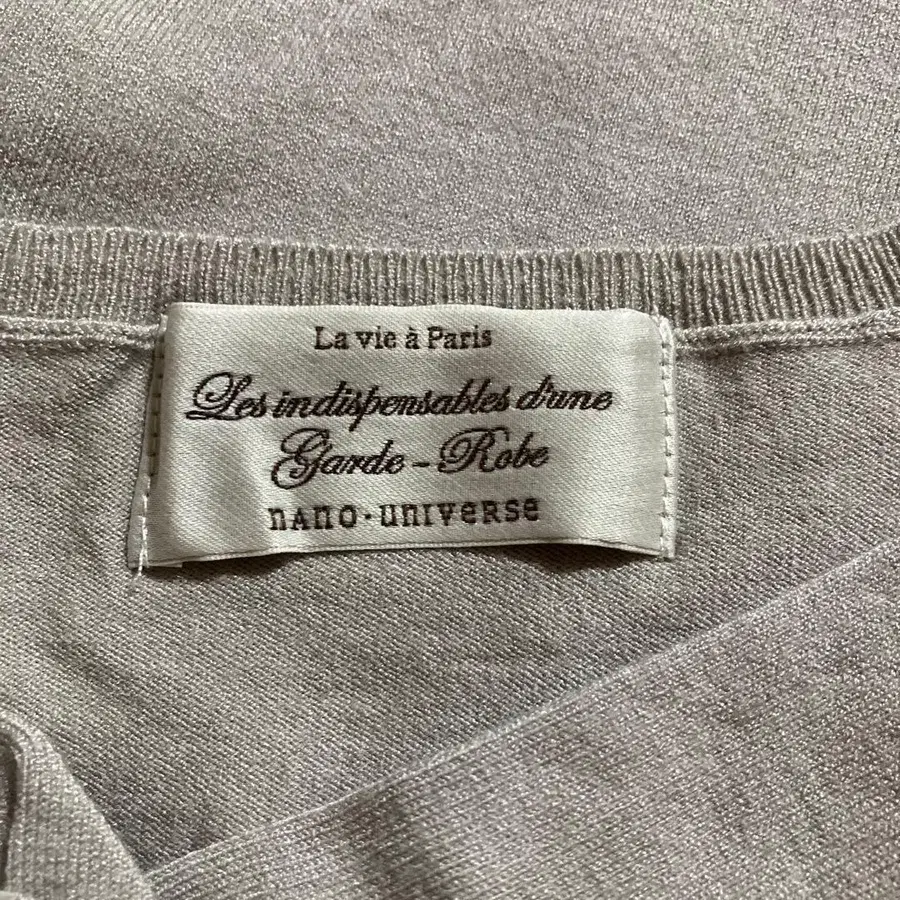 La vie à Paris
Les indispensables d'une
Garde-Robe
nano·universe